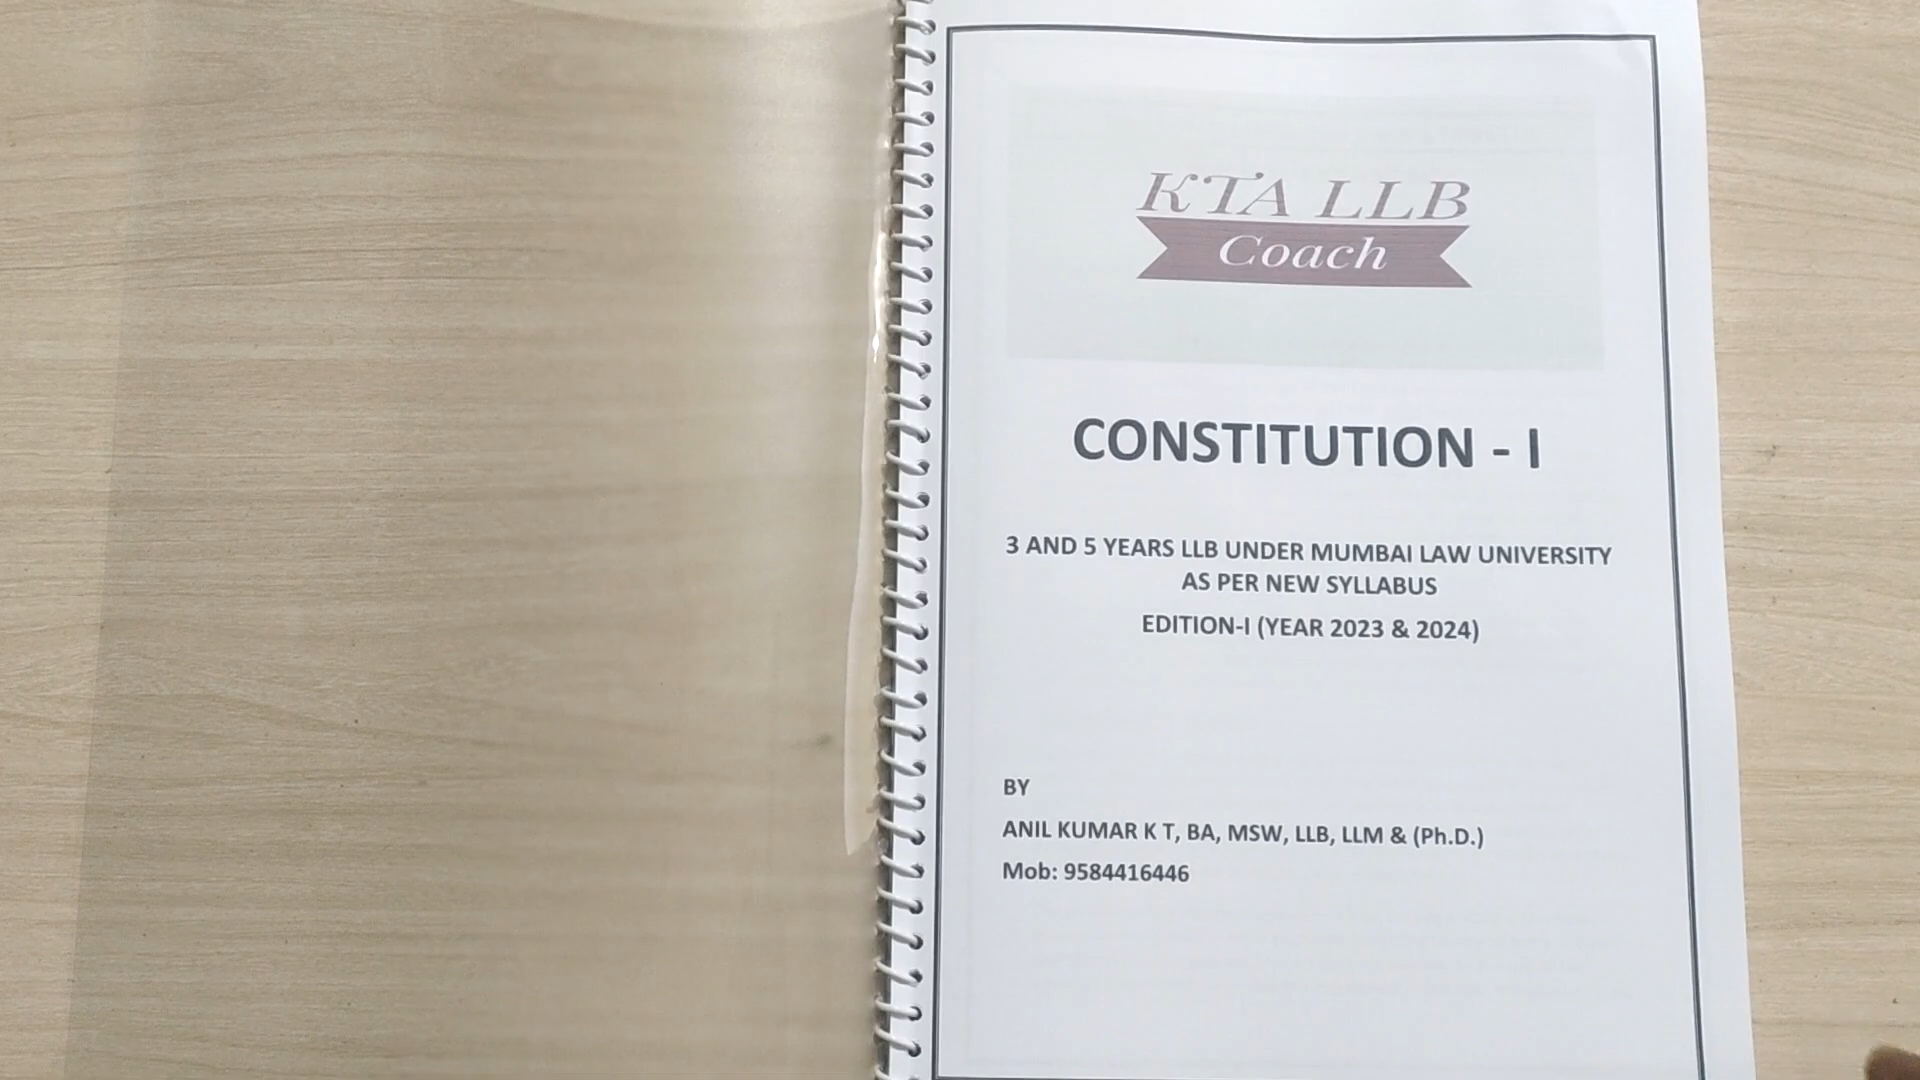 KTA LLB
Coach
CONSTITUTION - I
3 AND 5 YEARS LLB UNDER MUMBAI LAW UNIVERSITY
AS PER NEW SYLLABUS
EDITION-I (YEAR 2023 & 2024)
BY
ANIL KUMAR K T, BA, MSW, LLB, LLM & (Ph.D.)
Mob: 9584416446